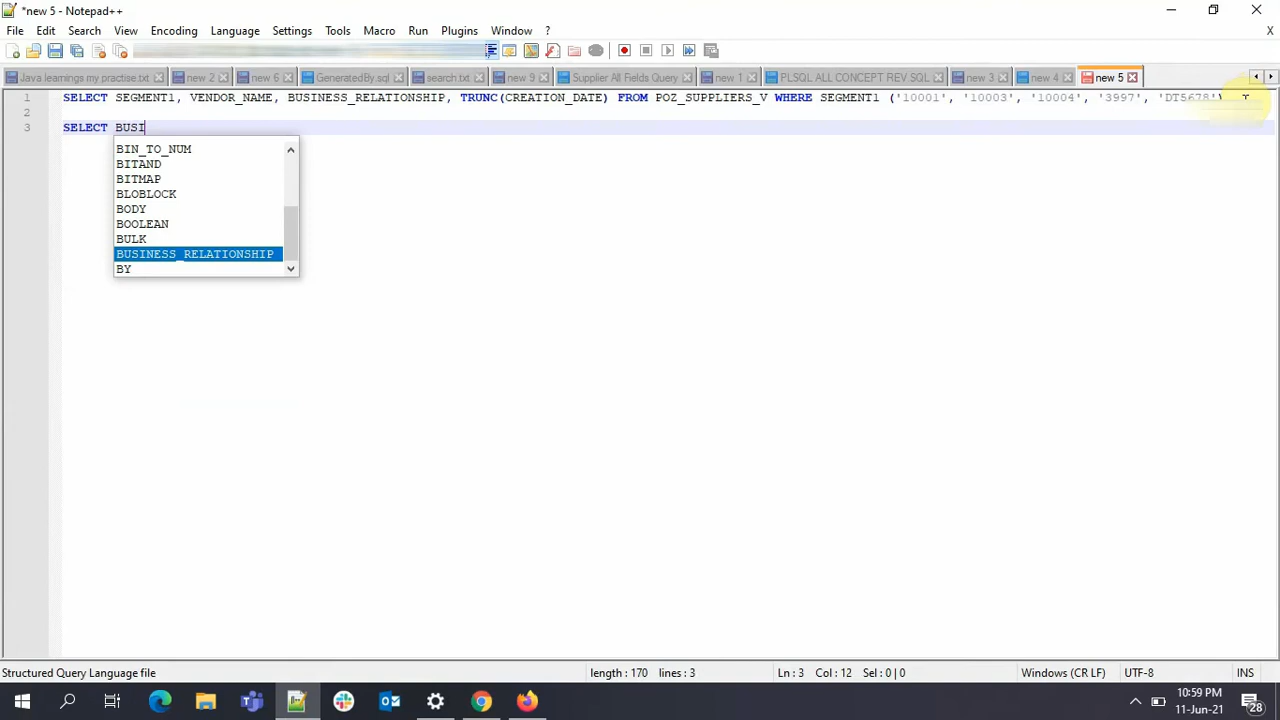 *new 5 - Notepad++
File Edit Search View Encoding Language Settings Tools Macro Run Plugins Window ?
X
Java learnings my practise.txt new 2 new 6 GeneratedBy search.txt new 9 Supplier All Fields Query new 1 PLSQL ALL CONCEPT REV SQL new 3 new 4 new 5
1 SELECT SEGMENT1, VENDOR_NAME, BUSINESS_RELATIONSHIP, TRUNC(CREATION_DATE) FROM POZ_SUPPLIERS_V WHERE SEGMENT1 ('10001', '10003', '10004', '3997', 'DT5678')
2
3 SELECT BUSI
BIN_TO_NUM
BITAND
BITMAP
BLOBLOCK
BODY
BOOLEAN
BULK
BUSINESS_RELATIONSHIP
BY
Structured Query Language file length : 170 lines : 3 Ln : 3 Col : 12 Sel : 0 | 0 Windows (CR LF) UTF-8 INS
10:59 PM
11-Jun-21
28